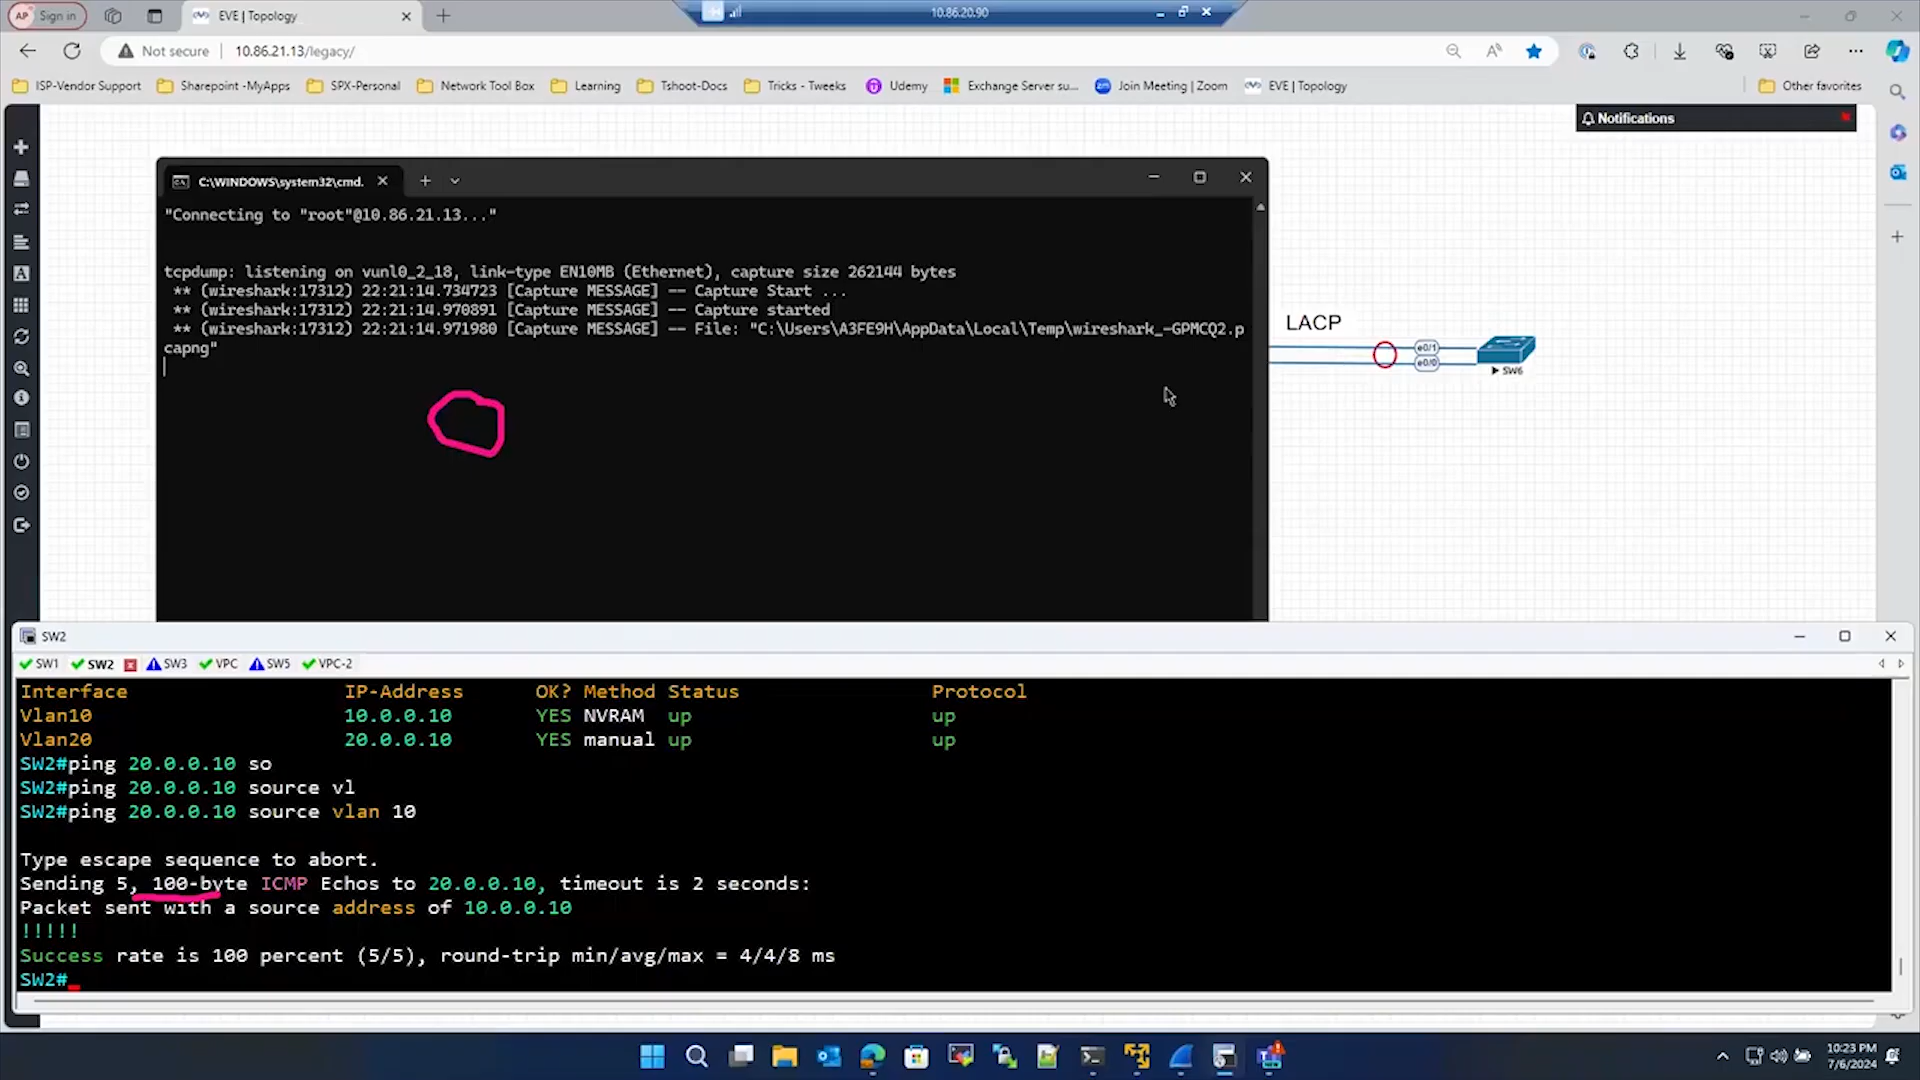 AP Sign in
EVE | Topology
10.86.20.90
Not secure
10.86.21.13/legacy/
ISP-Vendor Support
Sharepoint -MyApps
SPX-Personal
Network Tool Box
Learning
Tshoot-Docs
Tricks - Tweeks
Udemy
Exchange Server su...
Join Meeting | Zoom
EVE | Topology
Other favorites
Notifications
C:\WINDOWS\system32\cmd.
"Connecting to "root"@10.86.21.13..."
tcpdump: listening on vunl0_2_18, link-type EN10MB (Ethernet), capture size 262144 bytes
** (wireshark:17312) 22:21:14.734723 [Capture MESSAGE] -- Capture Start ...
** (wireshark:17312) 22:21:14.970891 [Capture MESSAGE] -- Capture started
** (wireshark:17312) 22:21:14.971980 [Capture MESSAGE] -- File: "C:\Users\A3FE9H\AppData\Local\Temp\wireshark_-GPMCQ2.p
capng"
LACP
e0/1
e0/0
SW6
SW2
SW1 SW2 SW3 VPC SW5 VPC-2
Interface IP-Address OK? Method Status Protocol
Vlan10 10.0.0.10 YES NVRAM up up
Vlan20 20.0.0.10 YES manual up up
SW2#ping 20.0.0.10 so
SW2#ping 20.0.0.10 source vl
SW2#ping 20.0.0.10 source vlan 10
Type escape sequence to abort.
Sending 5, 100-byte ICMP Echos to 20.0.0.10, timeout is 2 seconds:
Packet sent with a source address of 10.0.0.10
!!!!!
Success rate is 100 percent (5/5), round-trip min/avg/max = 4/4/8 ms
SW2#
10:23 PM
7/6/2024